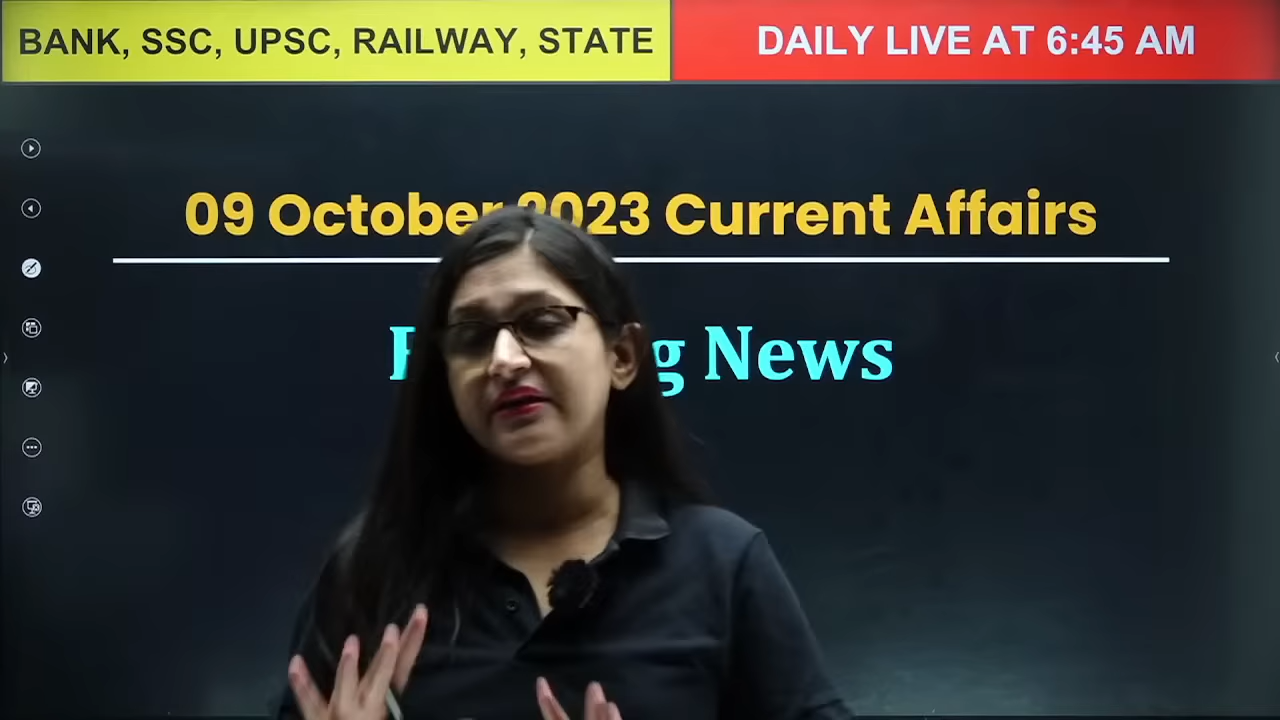 BANK, SSC, UPSC, RAILWAY, STATE
DAILY LIVE AT 6:45 AM
09 October 2023 Current Affairs
News